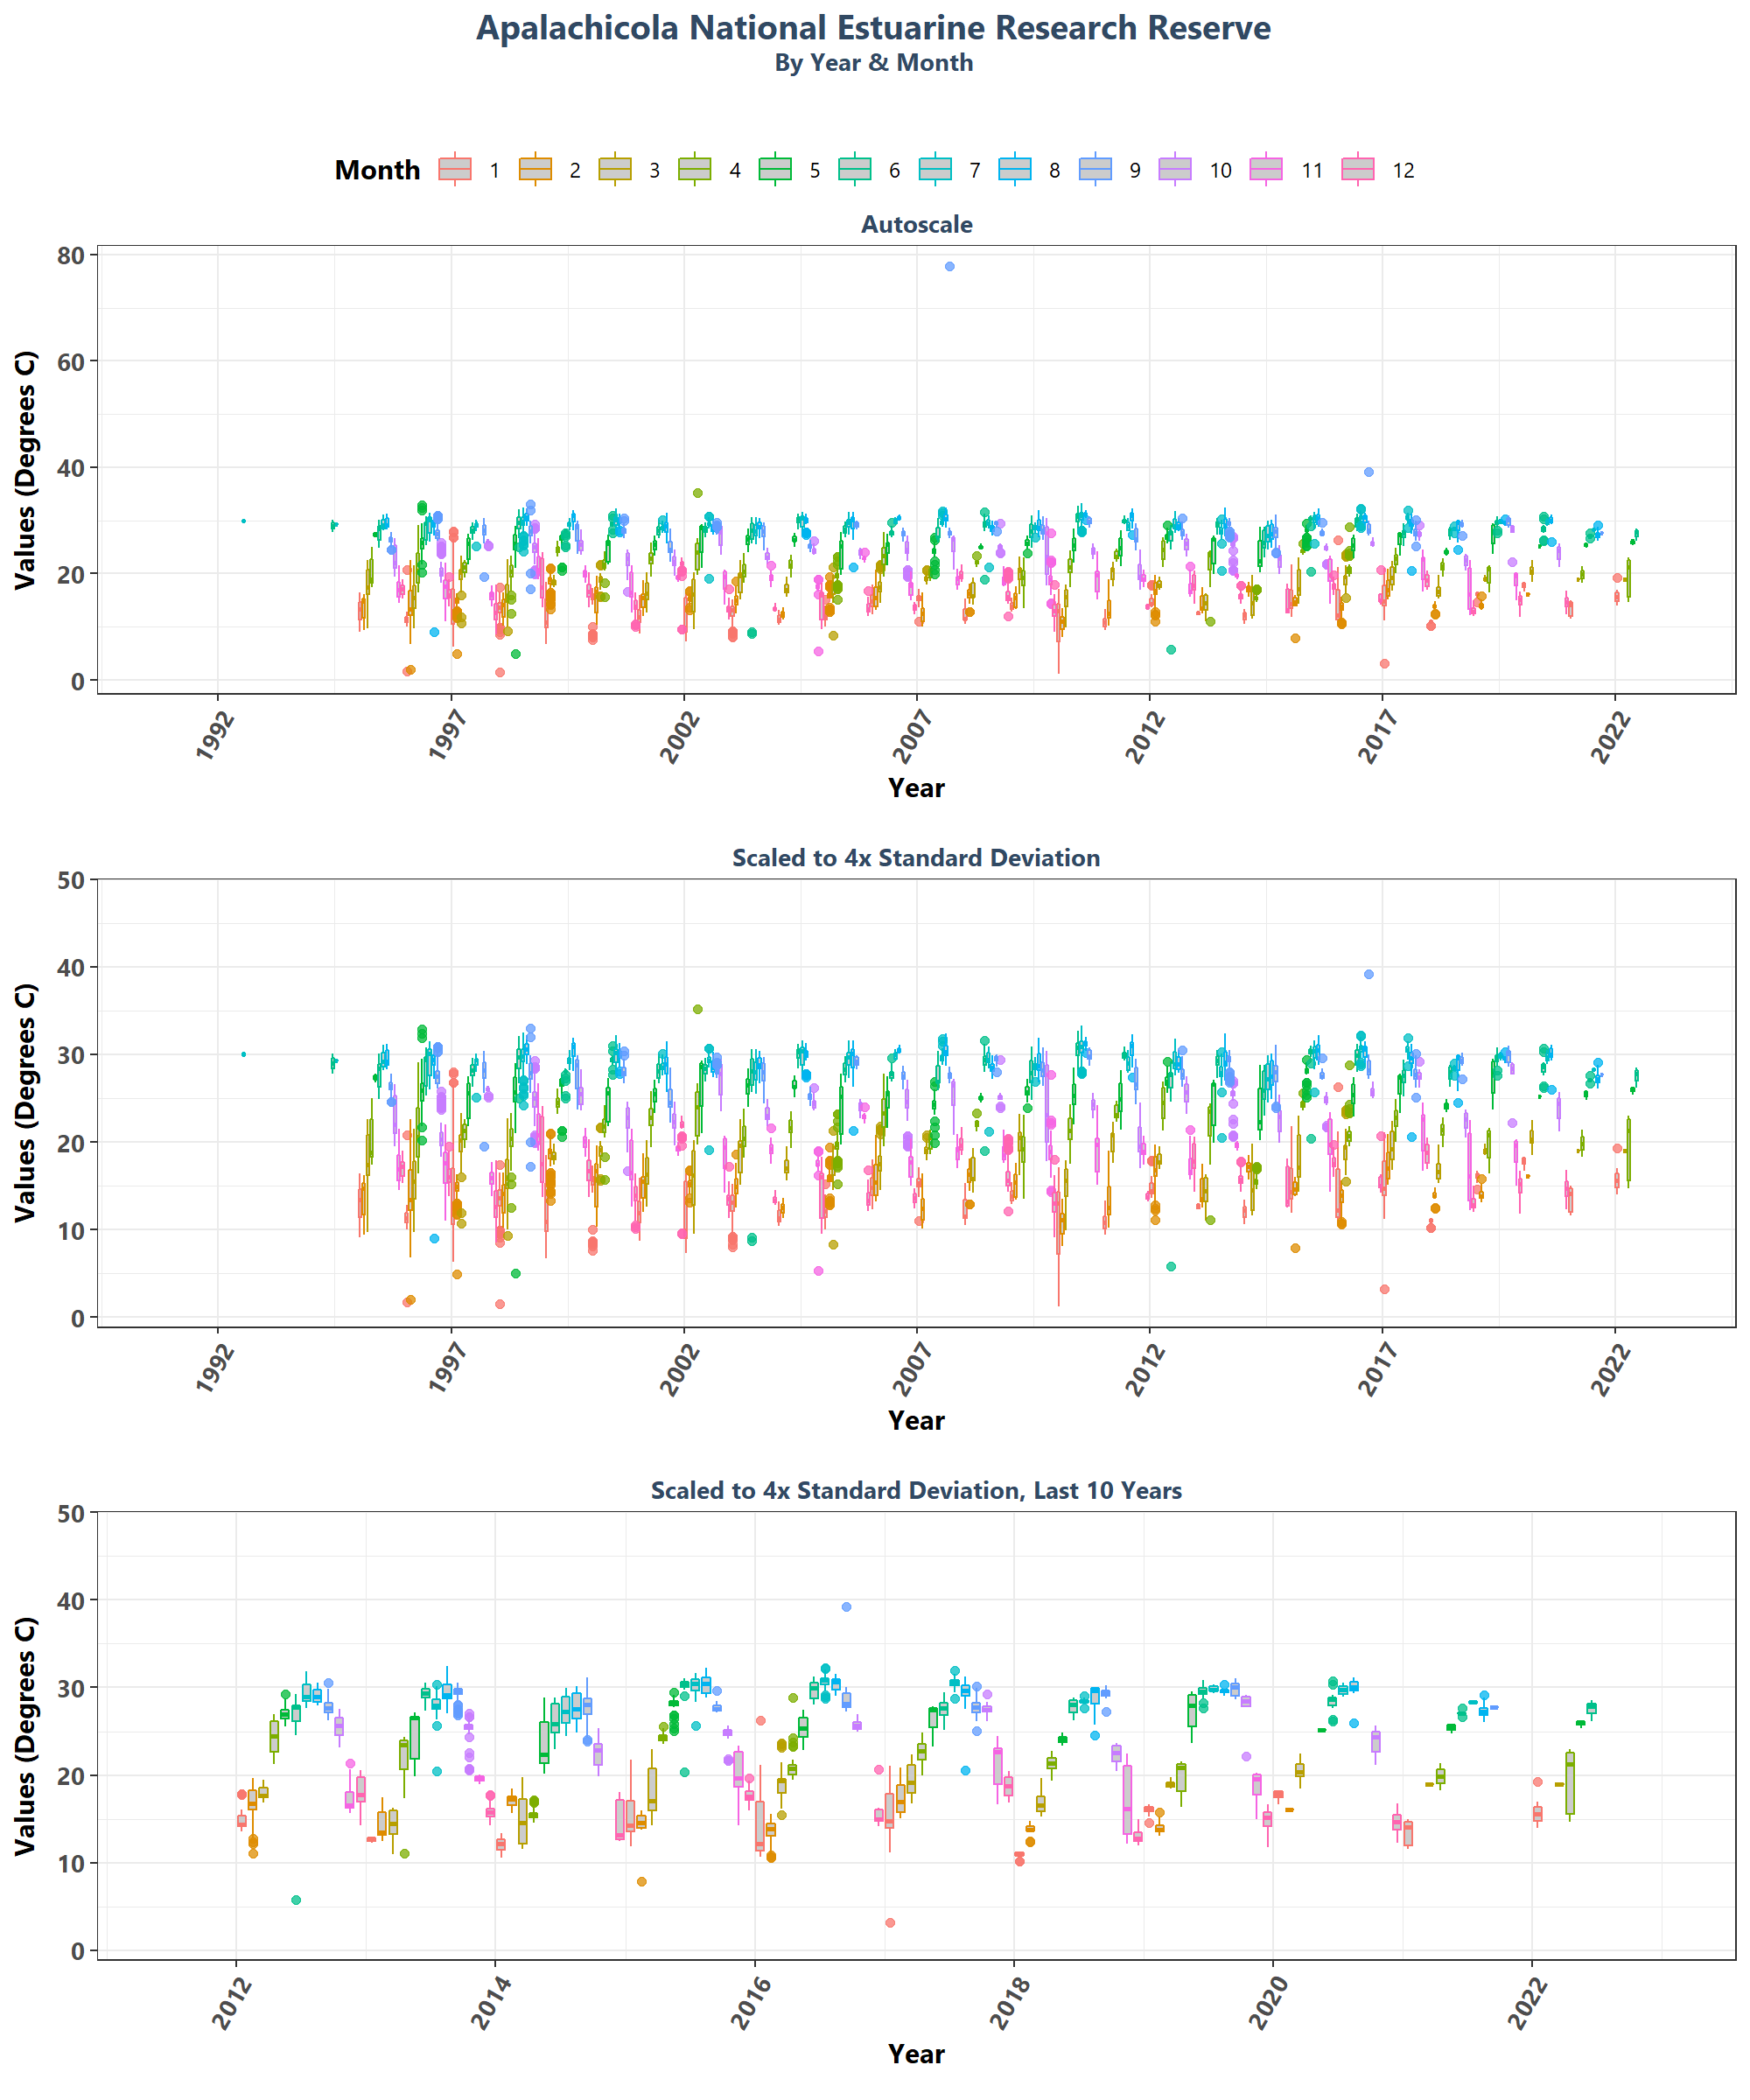 Apalachicola National Estuarine Research Reserve
By Year & Month
Month 1 2 3 4 5 6 7 8 9 10 11 12
Autoscale
Values (Degrees C)
80
60
40
20
0
1992 1997 2002 2007 2012 2017 2022
Year
Scaled to 4x Standard Deviation
Values (Degrees C)
50
40
30
20
10
0
1992 1997 2002 2007 2012 2017 2022
Year
Scaled to 4x Standard Deviation, Last 10 Years
Values (Degrees C)
50
40
30
20
10
0
2012 2014 2016 2018 2020 2022
Year